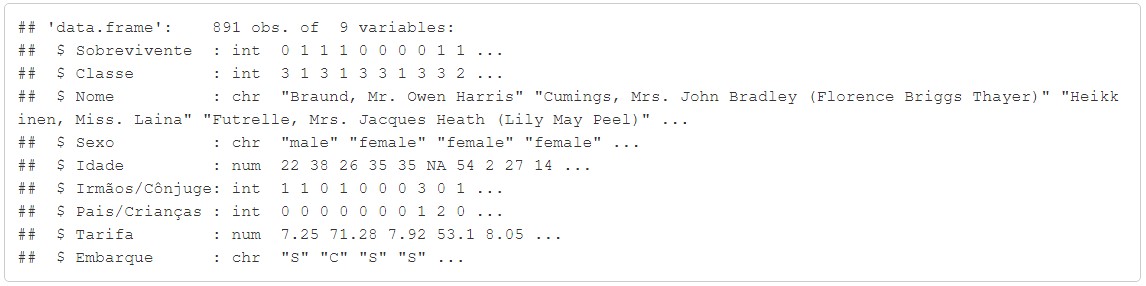 ## 'data.frame':    891 obs. of  9 variables:
##  $ Sobrevivente  : int  0 1 1 1 0 0 0 0 1 1 ...
##  $ Classe        : int  3 1 3 1 3 3 1 3 3 2 ...
##  $ Nome          : chr  "Braund, Mr. Owen Harris" "Cumings, Mrs. John Bradley (Florence Briggs Thayer)" "Heikk
inen, Miss. Laina" "Futrelle, Mrs. Jacques Heath (Lily May Peel)" ...
##  $ Sexo          : chr  "male" "female" "female" "female" ...
##  $ Idade         : num  22 38 26 35 35 NA 54 2 27 14 ...
##  $ Irmãos/Cônjuge: int  1 1 0 1 0 0 0 3 0 1 ...
##  $ Pais/Crianças : int  0 0 0 0 0 0 0 1 2 0 ...
##  $ Tarifa        : num  7.25 71.28 7.92 53.1 8.05 ...
##  $ Embarque      : chr  "S" "C" "S" "S" ...